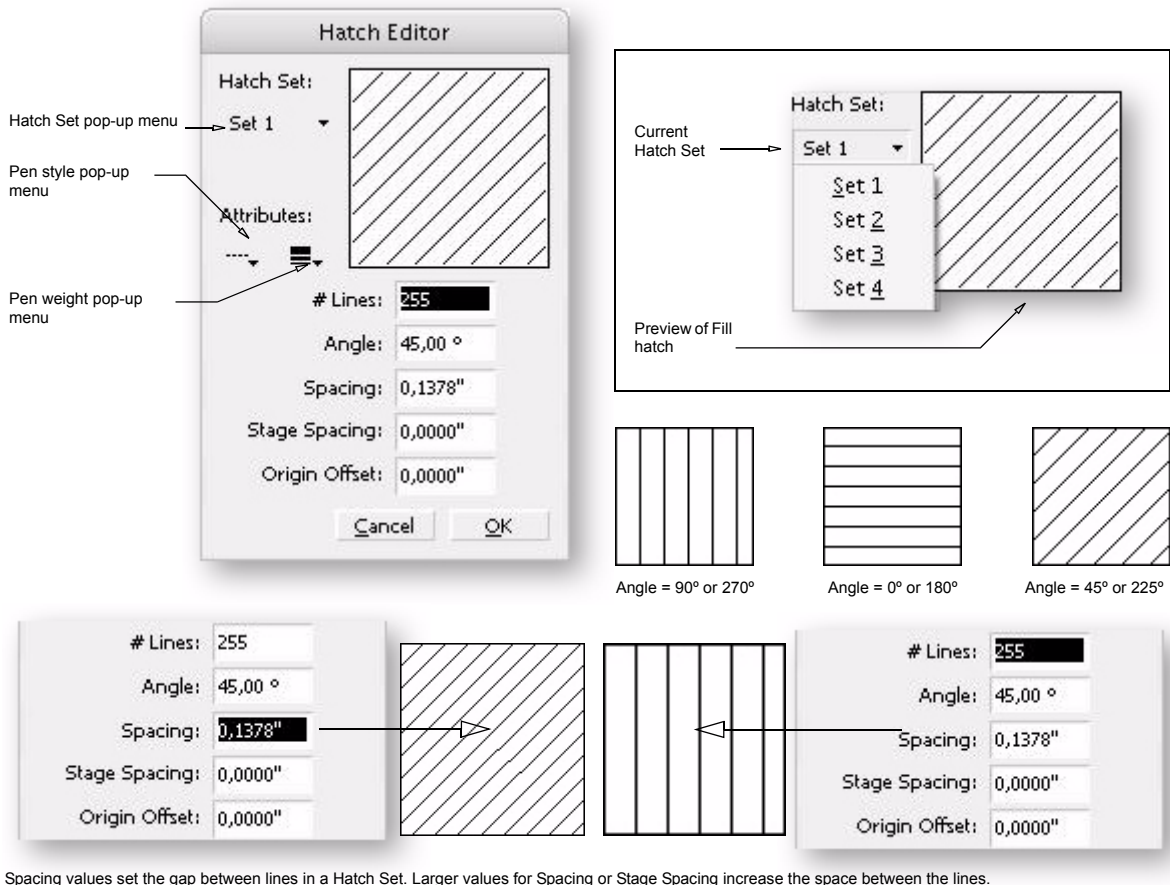 Hatch Editor
Hatch Set:
Hatch Set pop-up menu
Set 1
Pen style pop-up
menu
Attributes:
Pen weight pop-up
menu
# Lines: 255
Angle: 45,00 º
Spacing: 0,1378"
Stage Spacing: 0,0000"
Origin Offset: 0,0000"
Cancel OK
Hatch Set:
Current
Hatch Set
Set 1
Set 1
Set 2
Set 3
Set 4
Preview of Fill
hatch
Angle = 90º or 270º
Angle = 0º or 180º
Angle = 45º or 225º
# Lines: 255
Angle: 45,00 º
Spacing: 0,1378"
Stage Spacing: 0,0000"
Origin Offset: 0,0000"
# Lines: 255
Angle: 45,00 º
Spacing: 0,1378"
Stage Spacing: 0,0000"
Origin Offset: 0,0000"
Spacing values set the gap between lines in a Hatch Set. Larger values for Spacing or Stage Spacing increase the space between the lines.